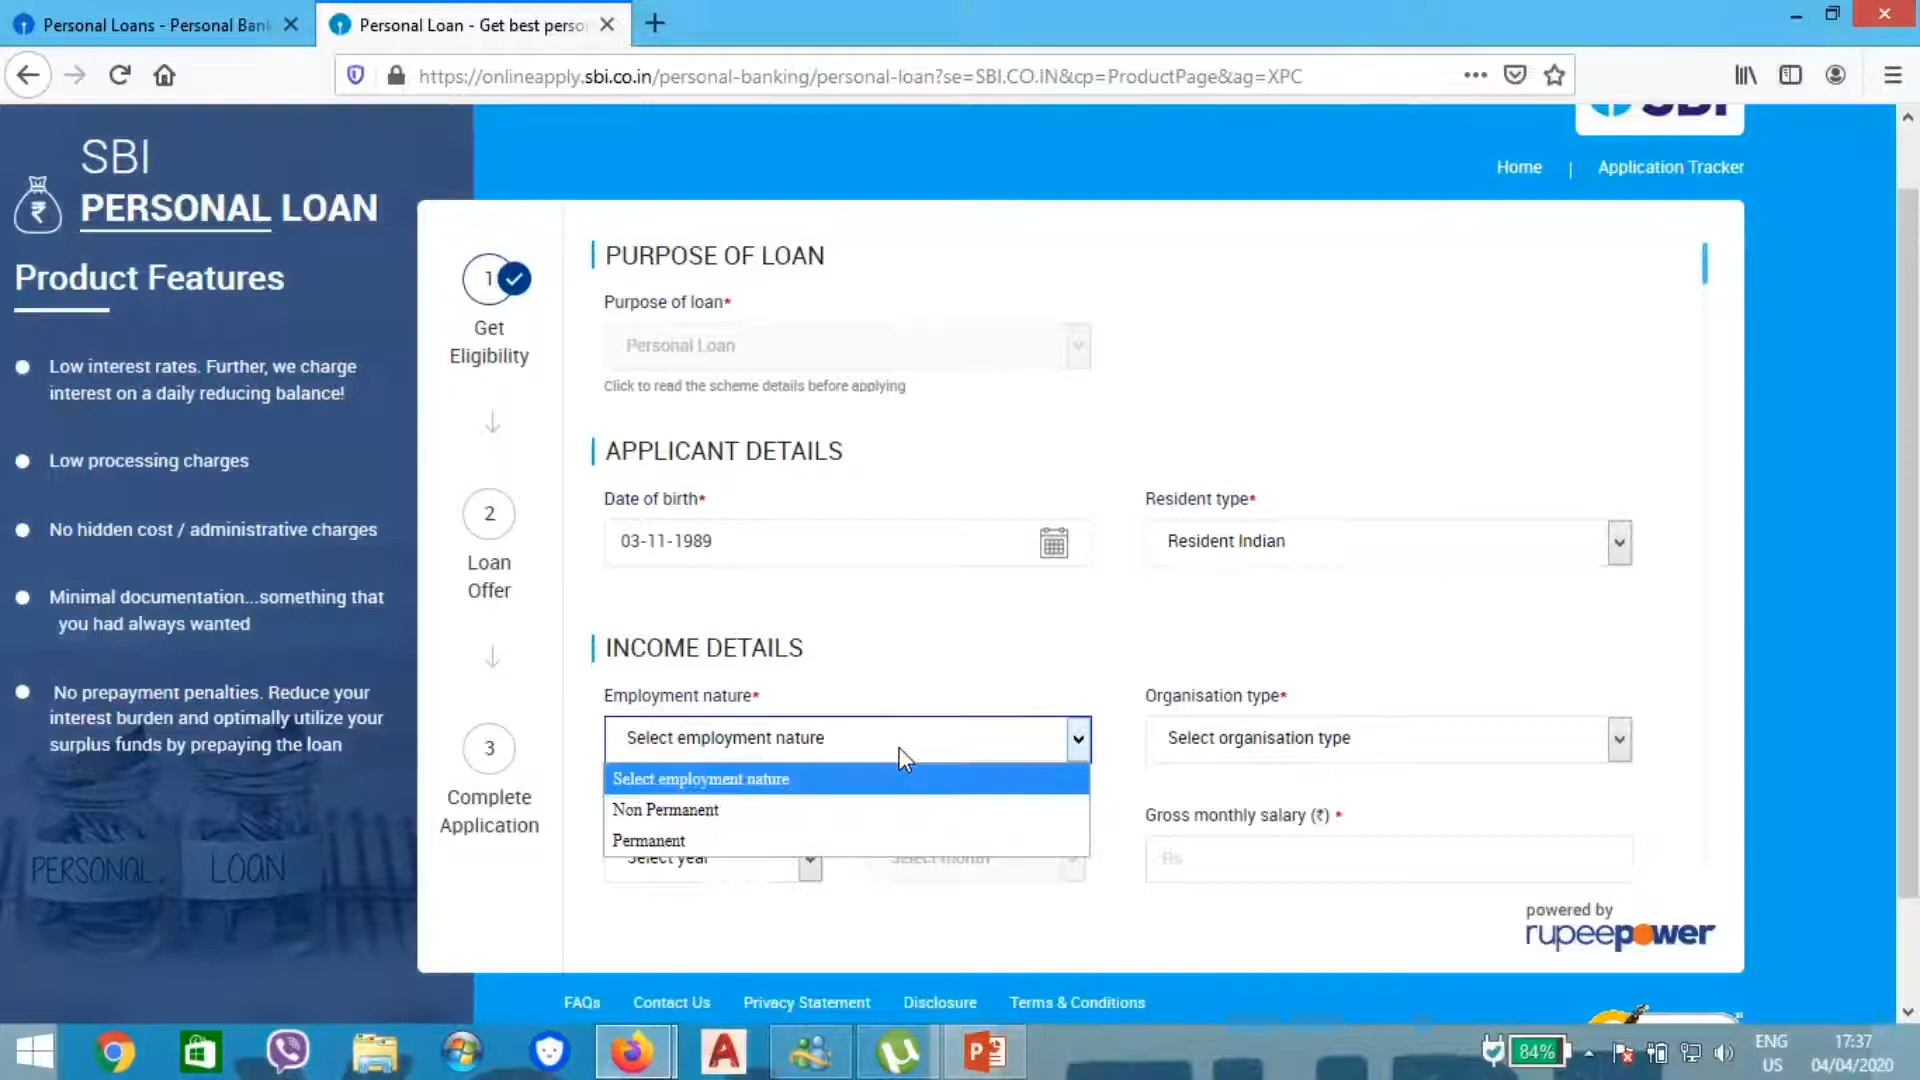 Personal Loans - Personal Bank
Personal Loan - Get best perso
https://onlineapply.sbi.co.in/personal-banking/personal-loan?se=SBI.CO.IN&cp=ProductPage&ag=XPC
SBI
Home | Application Tracker
SBI
PERSONAL LOAN
Product Features
Low interest rates. Further, we charge
interest on a daily reducing balance!
Low processing charges
No hidden cost / administrative charges
Minimal documentation...something that
you had always wanted
No prepayment penalties. Reduce your
interest burden and optimally utilize your
surplus funds by prepaying the loan
PERSONAL LOAN
1
Get
Eligibility
2
Loan
Offer
3
Complete
Application
PURPOSE OF LOAN
Purpose of loan*
Personal Loan
Click to read the scheme details before applying
APPLICANT DETAILS
Date of birth*
Resident type*
03-11-1989
Resident Indian
INCOME DETAILS
Employment nature*
Organisation type*
Select employment nature
Select organisation type
Select employment nature
Non Permanent
Permanent
Gross monthly salary (₹) *
Select year
Select month
Rs
powered by
rupeepower
FAQs Contact Us Privacy Statement Disclosure Terms & Conditions
84%
ENG
US
17:37
04/04/2020